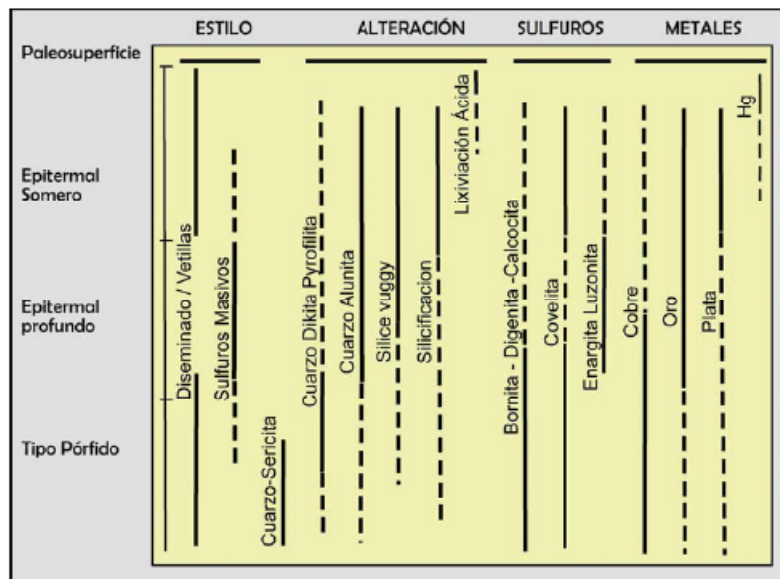 ESTILO ALTERACIÓN SULFUROS METALES
Paleosuperficie
Epitermal
Somero
Epitermal
profundo
Tipo Pórfido
Diseminado / Vetillas
Sulfuros Masivos
Cuarzo-Sericita
Cuarzo Dikita Pyrofilita
Cuarzo Alunita
Silice vuggy
Silicificacion
Lixiviación Ácida
Bornita - Digenita -Calcocita
Covelita
Enargita Luzonita
Cobre
Oro
Plata
Hg